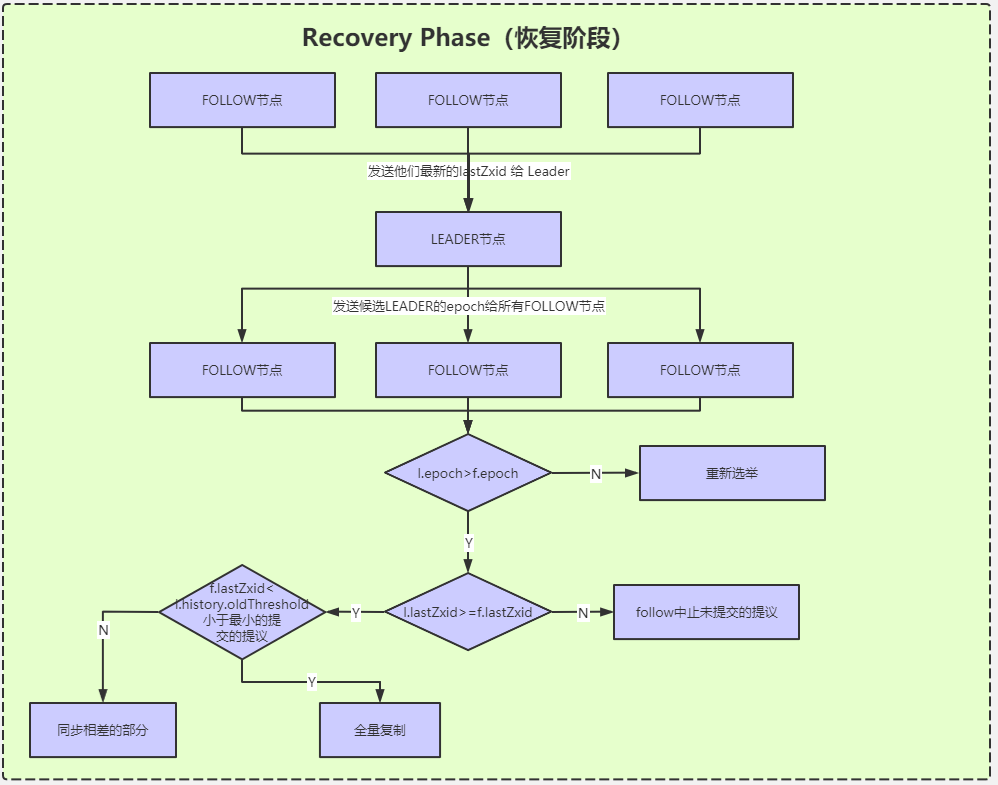 Recovery Phase（恢复阶段）
FOLLOW节点
FOLLOW节点
FOLLOW节点
发送他们最新的lastZxid 给 Leader
LEADER节点
发送候选LEADER的epoch给所有FOLLOW节点
FOLLOW节点
FOLLOW节点
FOLLOW节点
l.epoch>f.epoch
N
重新选举
Y
f.lastZxid<
l.history.oldThreshold
小于最小的提
交的提议
Y
l.lastZxid>=f.lastZxid
N
follow中止未提交的提议
N
Y
同步相差的部分
全量复制